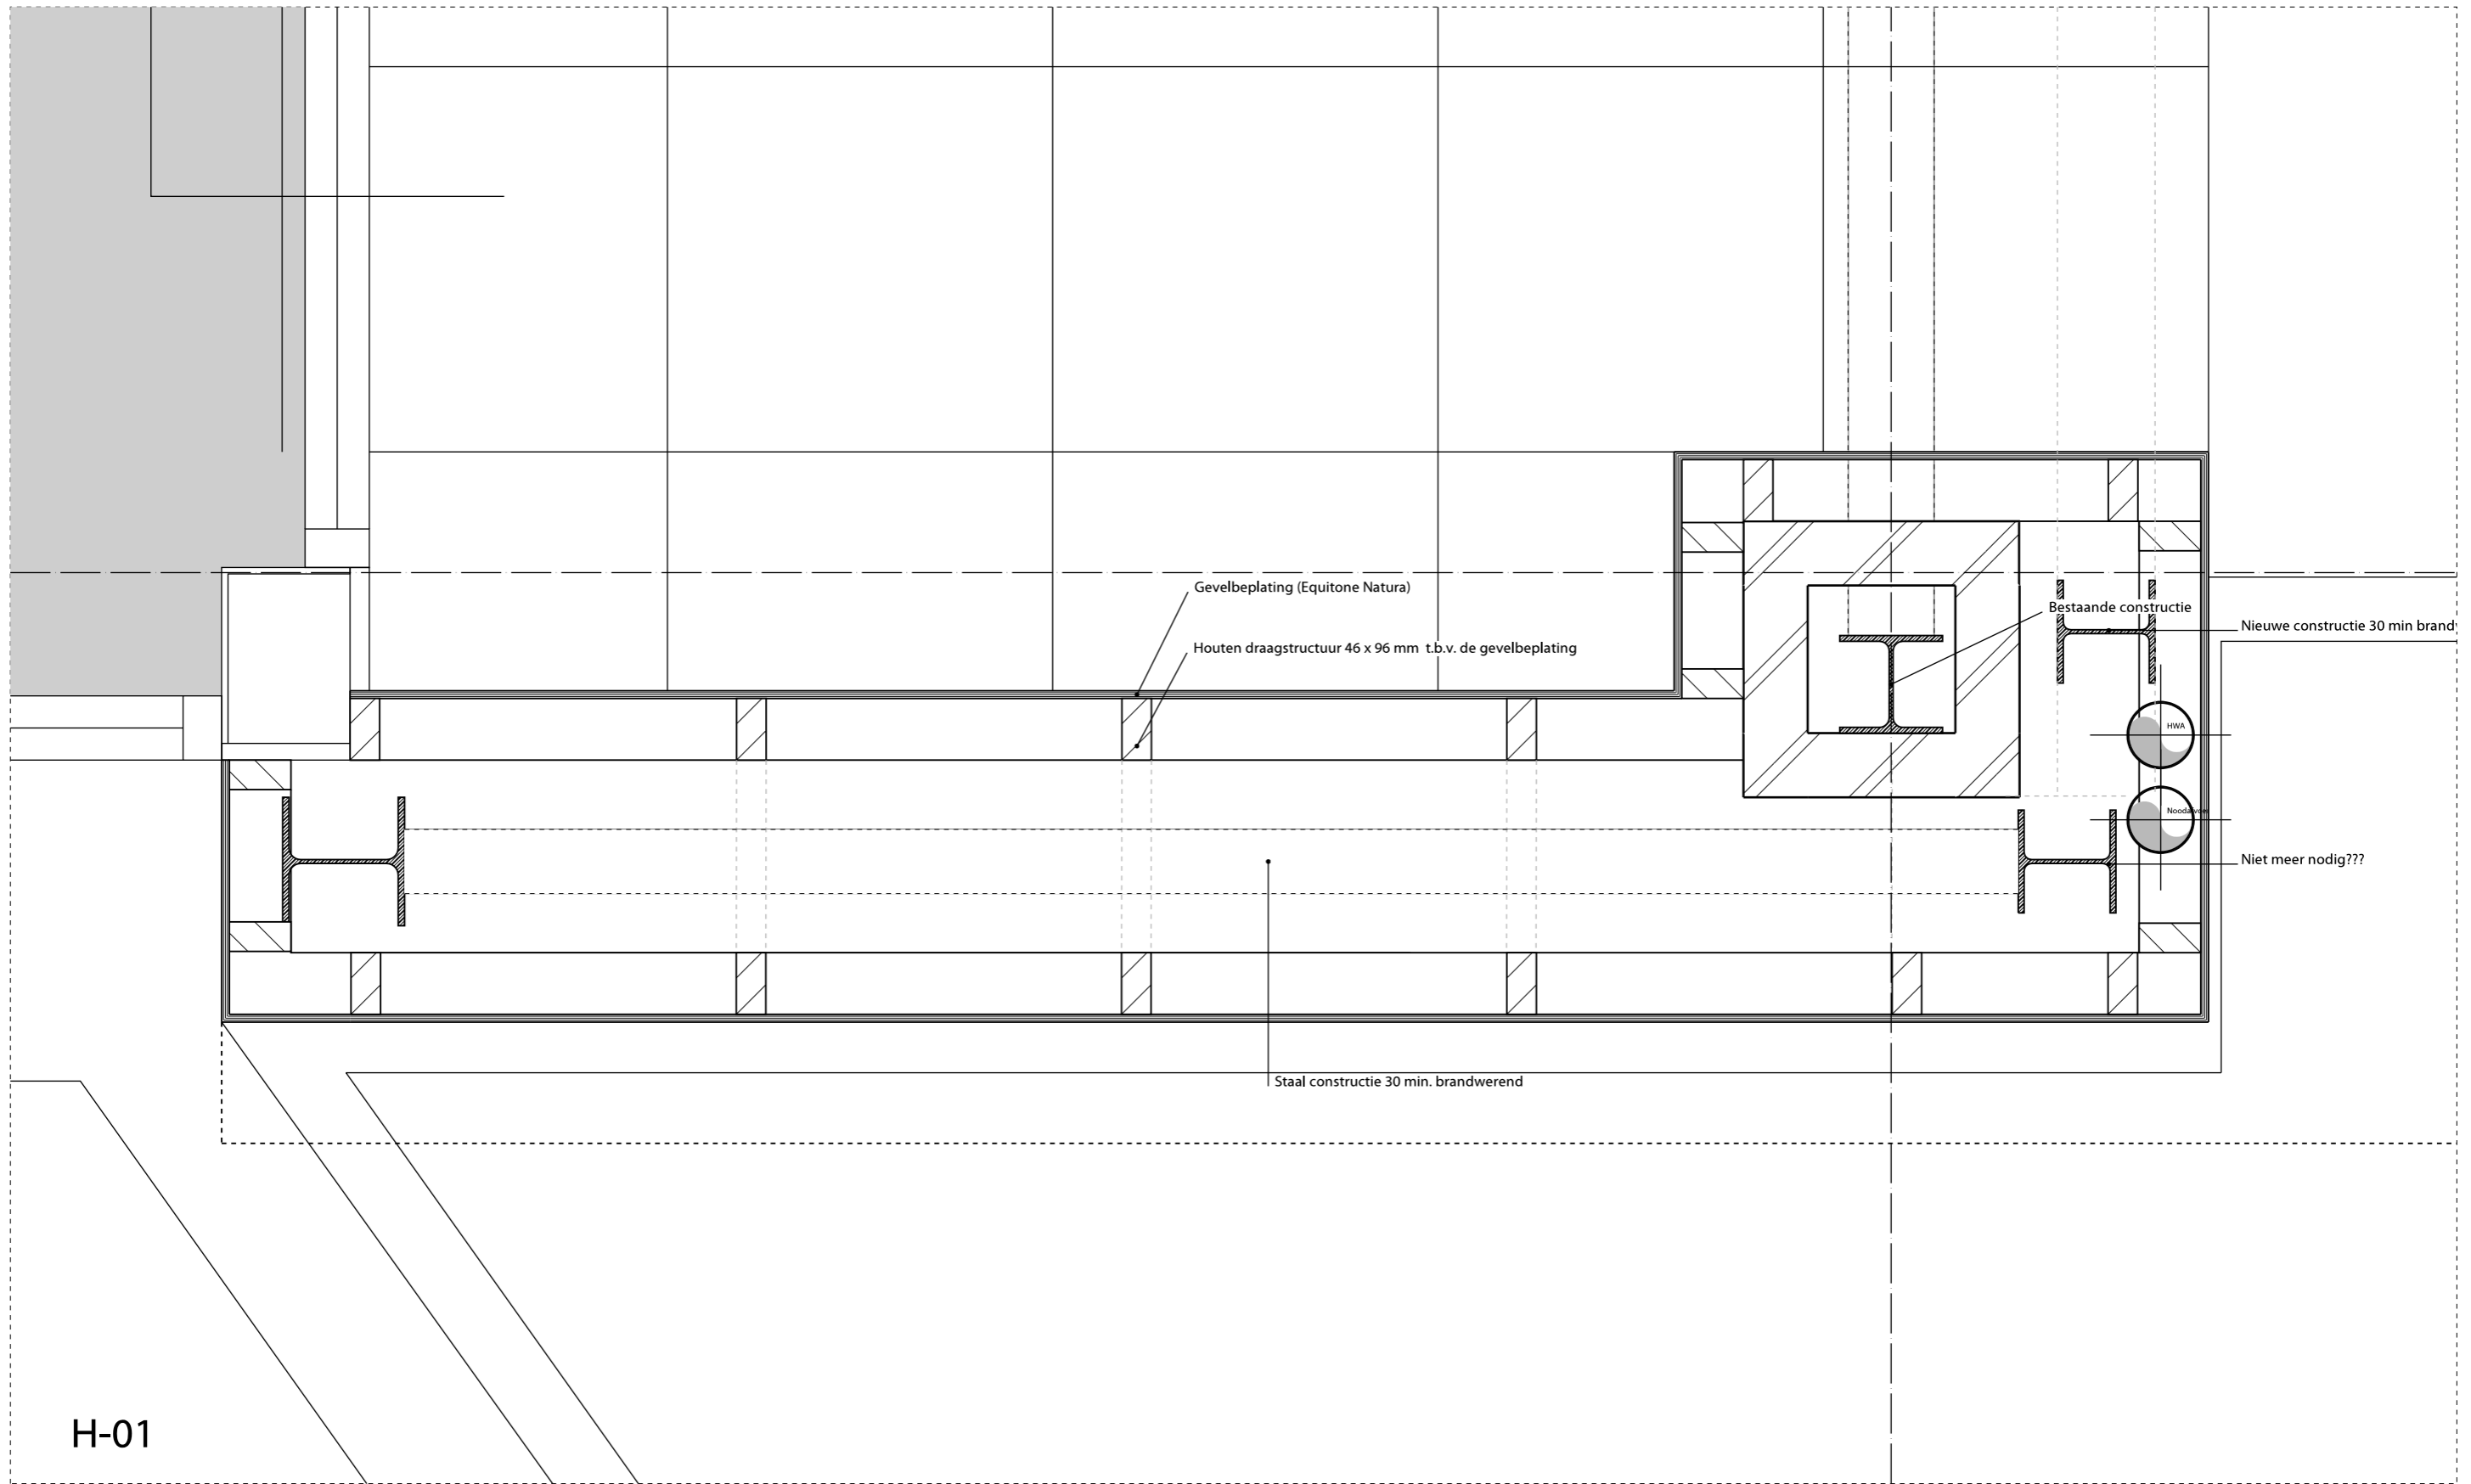 Gevelbeplating (Equitone Natura)
Bestaande constructie
Nieuwe constructie 30 min brand
Houten draagstructuur 46 x 96 mm t.b.v. de gevelbeplating
HWA
Noodafvoer
Niet meer nodig???
Staal constructie 30 min. brandwerend
H-01